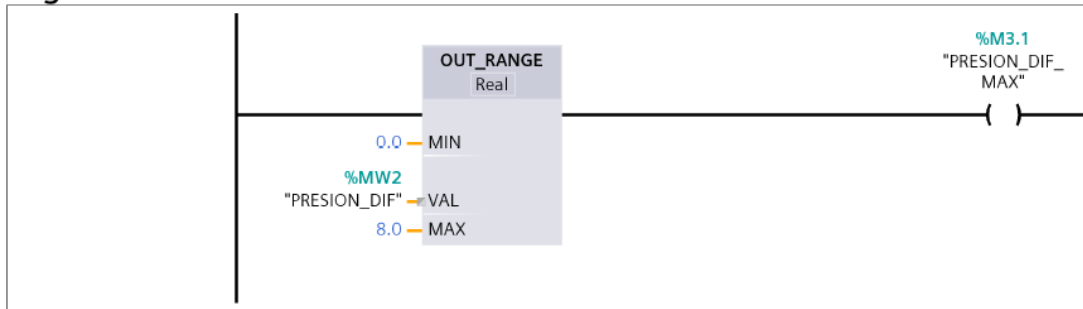 OUT_RANGE
Real
%M3.1
"PRESION_DIF_
MAX"
0.0
MIN
%MW2
"PRESION_DIF"
VAL
8.0
MAX